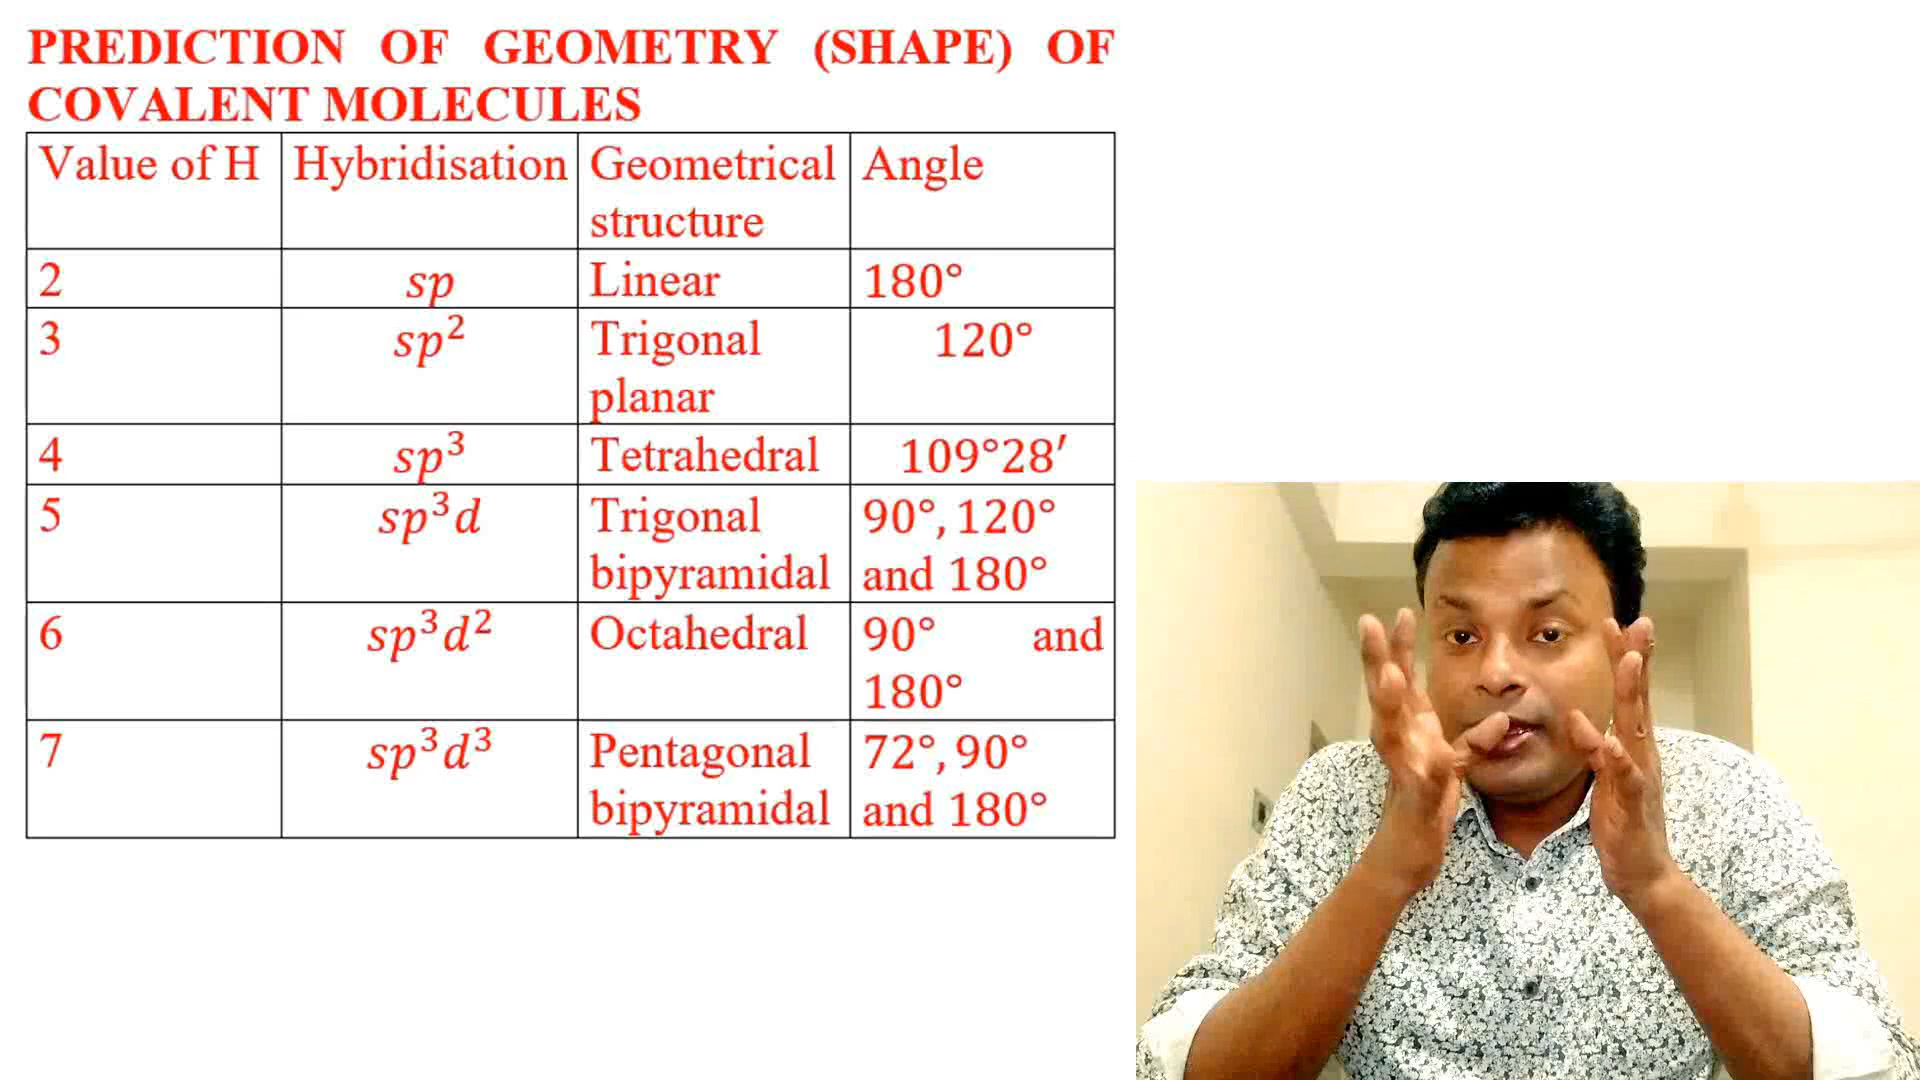 PREDICTION OF GEOMETRY (SHAPE) OF
COVALENT MOLECULES
Value of H Hybridisation Geometrical structure Angle
2 sp Linear 180°
3 sp² Trigonal planar 120°
4 sp³ Tetrahedral 109°28′
5 sp³d Trigonal bipyramidal 90°, 120° and 180°
6 sp³d² Octahedral 90° and 180°
7 sp³d³ Pentagonal bipyramidal 72°, 90° and 180°